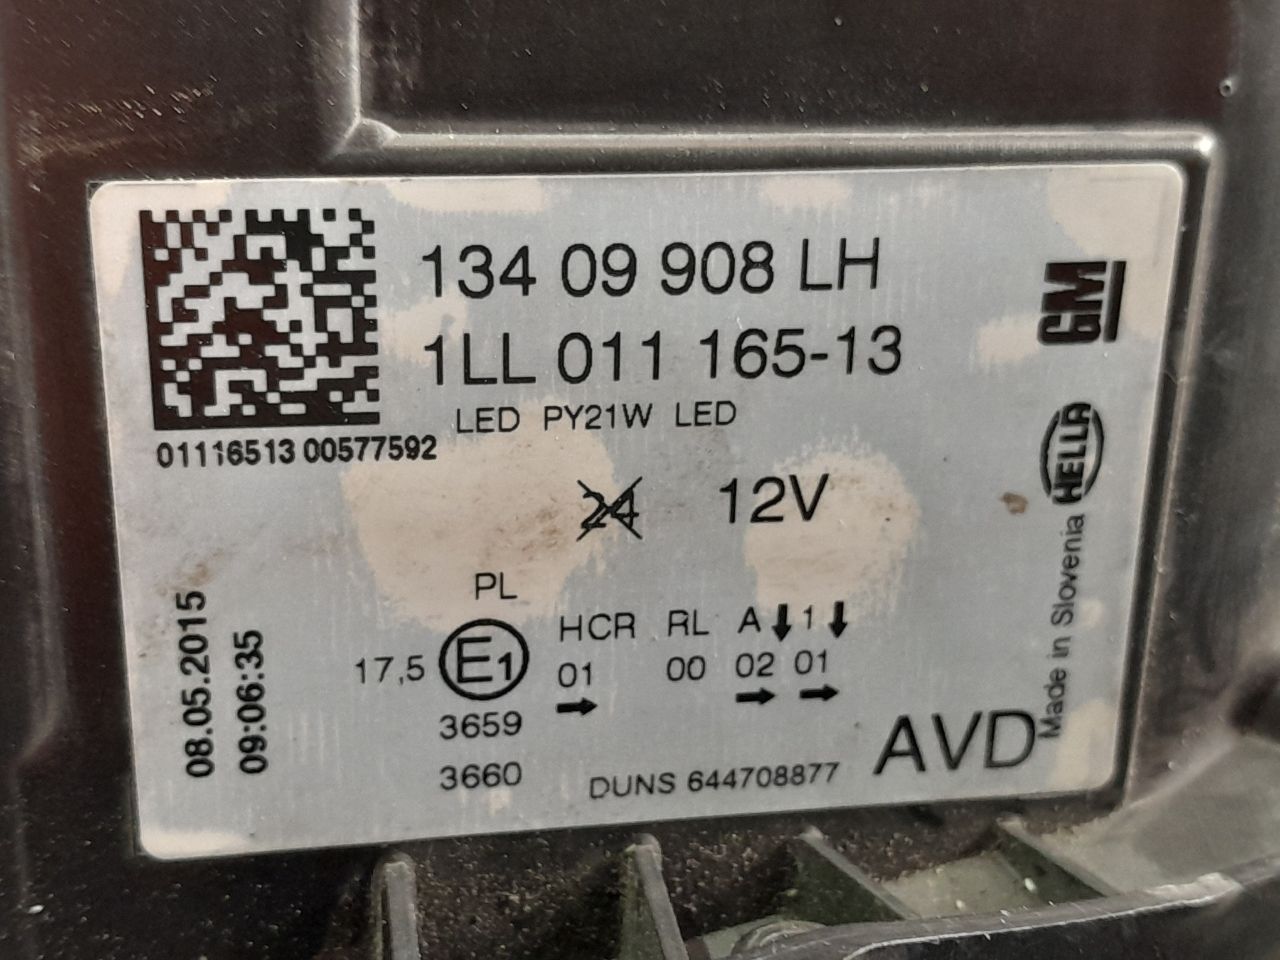 134 09 908 LH
1LL 011 165-13
LED PY21W LED
01116513 00577592
24 12V
PL
HCR RL A 1
17,5 E1 01 00 02 01
3659
3660
DUNS 644708877
AVD
08.05.2015
09:06:35
GM
HELLA
Made in Slovenia